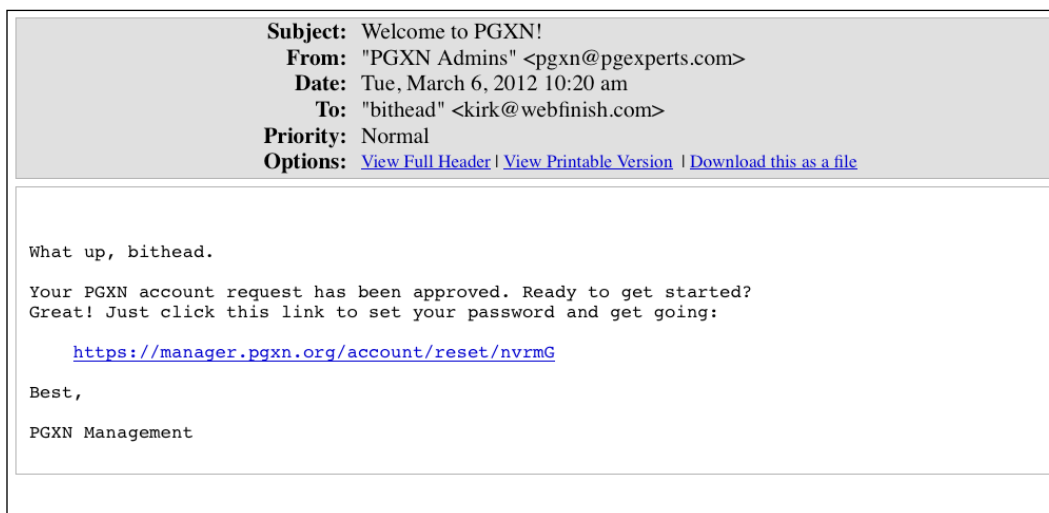 Subject: Welcome to PGXN!
From: "PGXN Admins" <pgxn@pgexperts.com>
Date: Tue, March 6, 2012 10:20 am
To: "bithead" <kirk@webfinish.com>
Priority: Normal
Options: View Full Header | View Printable Version | Download this as a file
What up, bithead.
Your PGXN account request has been approved. Ready to get started?
Great! Just click this link to set your password and get going:
https://manager.pgxn.org/account/reset/nvrmG
Best,
PGXN Management